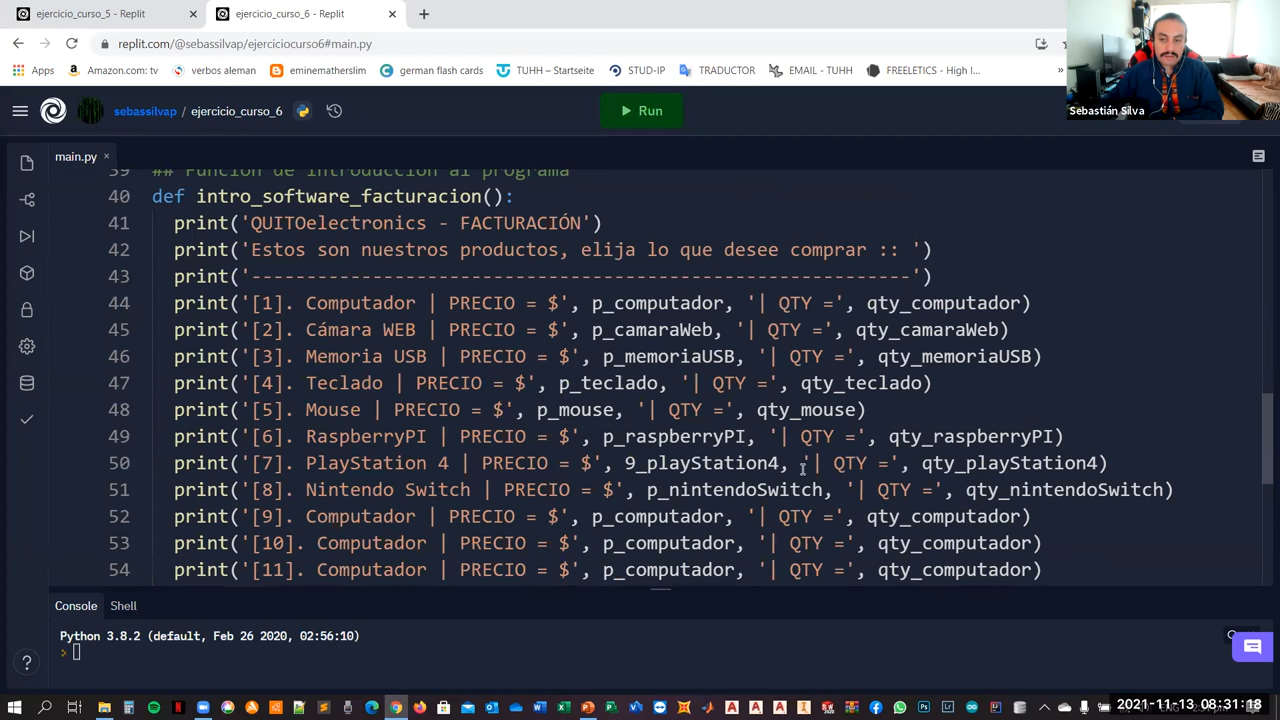 ejercicio_curso_5 - Replit
ejercicio_curso_6 - Replit
replit.com/@sebassilvap/ejerciciocurso6#main.py
Apps
Amazon.com: tv
verbos aleman
eminematherslim
german flash cards
TUHH – Startseite
STUD-IP
TRADUCTOR
EMAIL - TUHH
FREELETICS - High I...
Sebastián Silva
sebassilvap / ejercicio_curso_6
Run
main.py
39 ## Función de introducción al programa
40 def intro_software_facturacion():
41 print('QUITOelectronics - FACTURACIÓN')
42 print('Estos son nuestros productos, elija lo que desee comprar :: ')
43 print('------------------------------------------------------------')
44 print('[1]. Computador | PRECIO = $', p_computador, '| QTY =', qty_computador)
45 print('[2]. Cámara WEB | PRECIO = $', p_camaraWeb, '| QTY =', qty_camaraWeb)
46 print('[3]. Memoria USB | PRECIO = $', p_memoriaUSB, '| QTY =', qty_memoriaUSB)
47 print('[4]. Teclado | PRECIO = $', p_teclado, '| QTY =', qty_teclado)
48 print('[5]. Mouse | PRECIO = $', p_mouse, '| QTY =', qty_mouse)
49 print('[6]. RaspberryPI | PRECIO = $', p_raspberryPI, '| QTY =', qty_raspberryPI)
50 print('[7]. PlayStation 4 | PRECIO = $', 9_playStation4, '| QTY =', qty_playStation4)
51 print('[8]. Nintendo Switch | PRECIO = $', p_nintendoSwitch, '| QTY =', qty_nintendoSwitch)
52 print('[9]. Computador | PRECIO = $', p_computador, '| QTY =', qty_computador)
53 print('[10]. Computador | PRECIO = $', p_computador, '| QTY =', qty_computador)
54 print('[11]. Computador | PRECIO = $', p_computador, '| QTY =', qty_computador)
Console
Shell
Python 3.8.2 (default, Feb 26 2020, 02:56:10)
2021-11-13 08:31:18